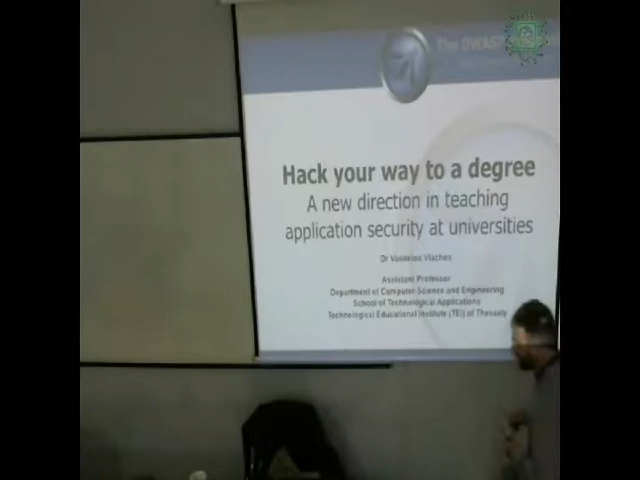 The OWASP
Hack your way to a degree
A new direction in teaching
application security at universities
Dr Vasileios Vlachos
Assistant Professor
Department of Computer Science and Engineering
School of Technological Applications
Technological Educational Institute (TEI) of Thessaly